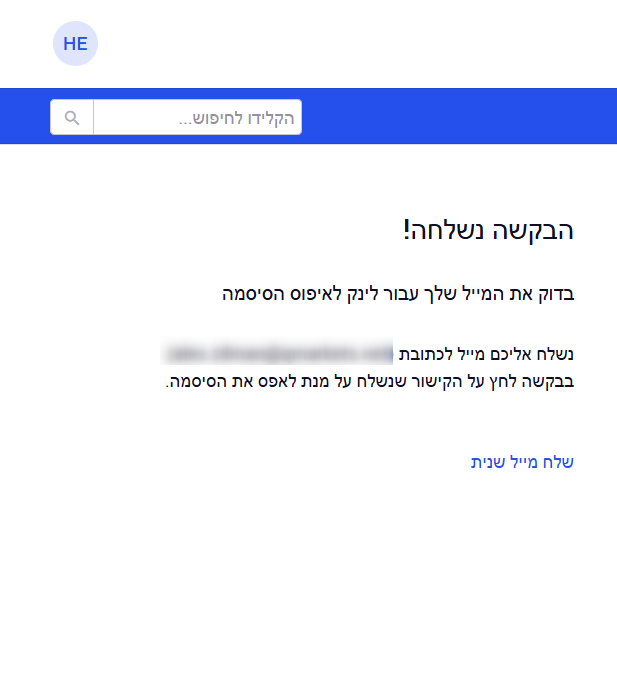 HE
הקלידו לחיפוש...
הבקשה נשלחה!
בדוק את המייל שלך עבור לינק לאיפוס הסיסמה
נשלח אליכם מייל לכתובת
בבקשה לחץ על הקישור שנשלח על מנת לאפס את הסיסמה.
שלח מייל שנית